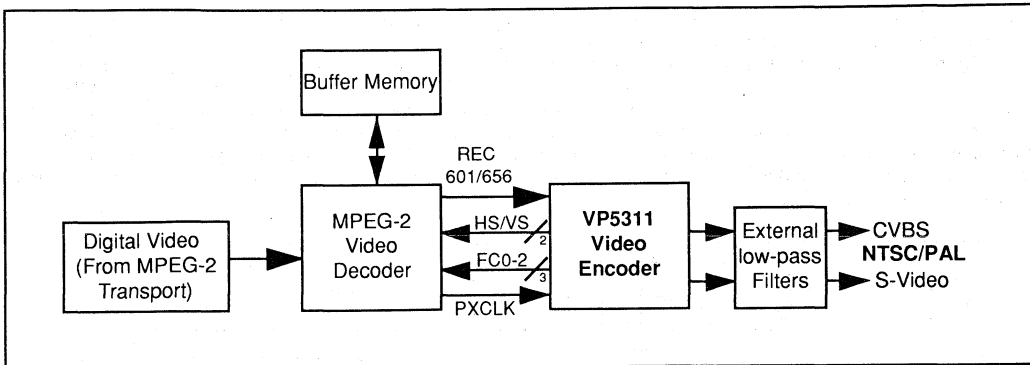 Buffer Memory
REC
601/656
MPEG-2
Video
Decoder
HS/VS
2
FC0-2
3
PXCLK
Digital Video
(From MPEG-2
Transport)
VP5311
Video
Encoder
External
low-pass
Filters
CVBS
NTSC/PAL
S-Video